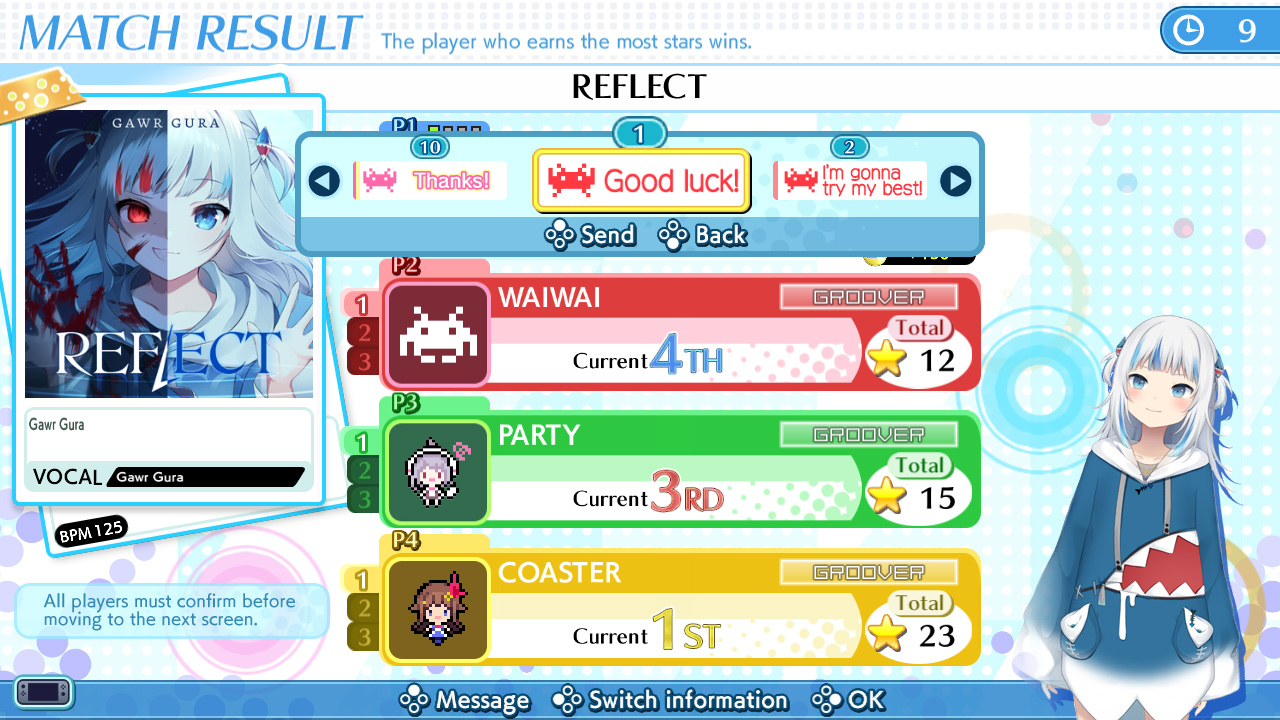 MATCH RESULT
The player who earns the most stars wins.
9
REFLECT
GAWR GURA
REFLECT
Gawr Gura
VOCAL Gawr Gura
BPM 125
All players must confirm before
moving to the next screen.
P1
10
Thanks!
1
Good luck!
2
I'm gonna
try my best!
Send Back
P2
1
2
3
WAIWAI
GROOVER
Current 4TH
Total
12
P3
1
2
3
PARTY
GROOVER
Current 3RD
Total
15
P4
1
2
3
COASTER
GROOVER
Current 1ST
Total
23
Message Switch information OK